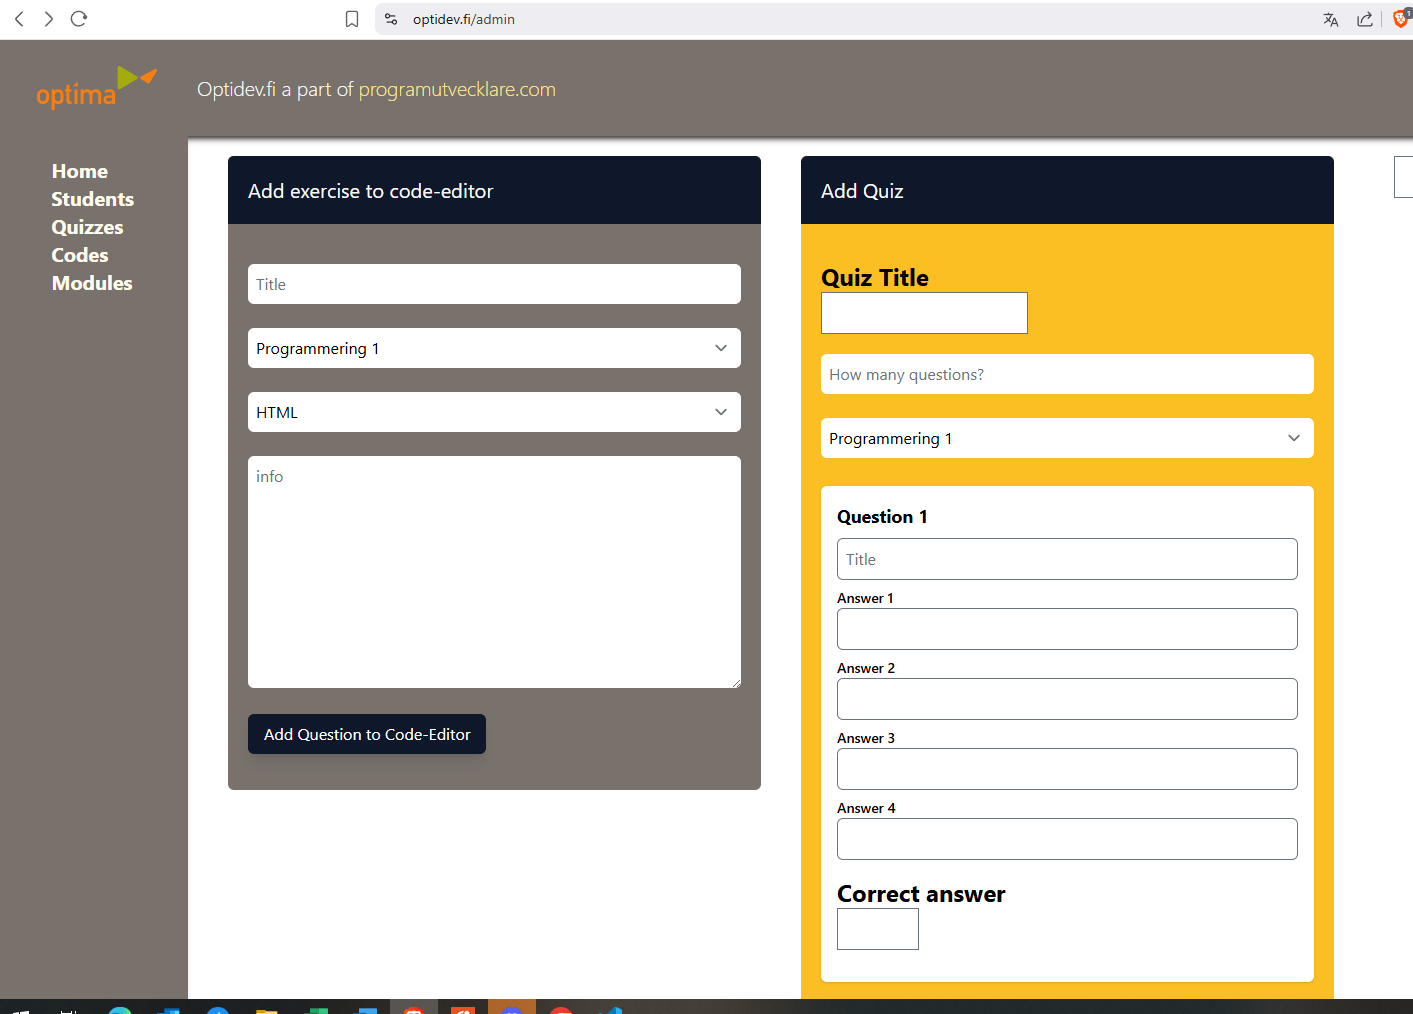 optidev.fi/admin
1
optima
Optidev.fi a part of programutvecklare.com
Home
Students
Quizzes
Codes
Modules
Add exercise to code-editor
Title
Programmering 1
HTML
info
Add Question to Code-Editor
Add Quiz
Quiz Title
How many questions?
Programmering 1
Question 1
Title
Answer 1
Answer 2
Answer 3
Answer 4
Correct answer